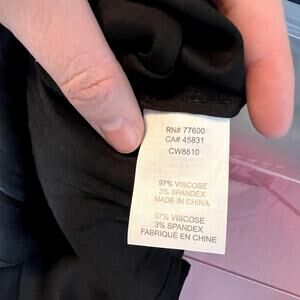 RN# 77600
CA# 45831
CW8810
97% VISCOSE
3% SPANDEX
MADE IN CHINA
97% VISCOSE
3% SPANDEX
FABRIQUÉ EN CHINE